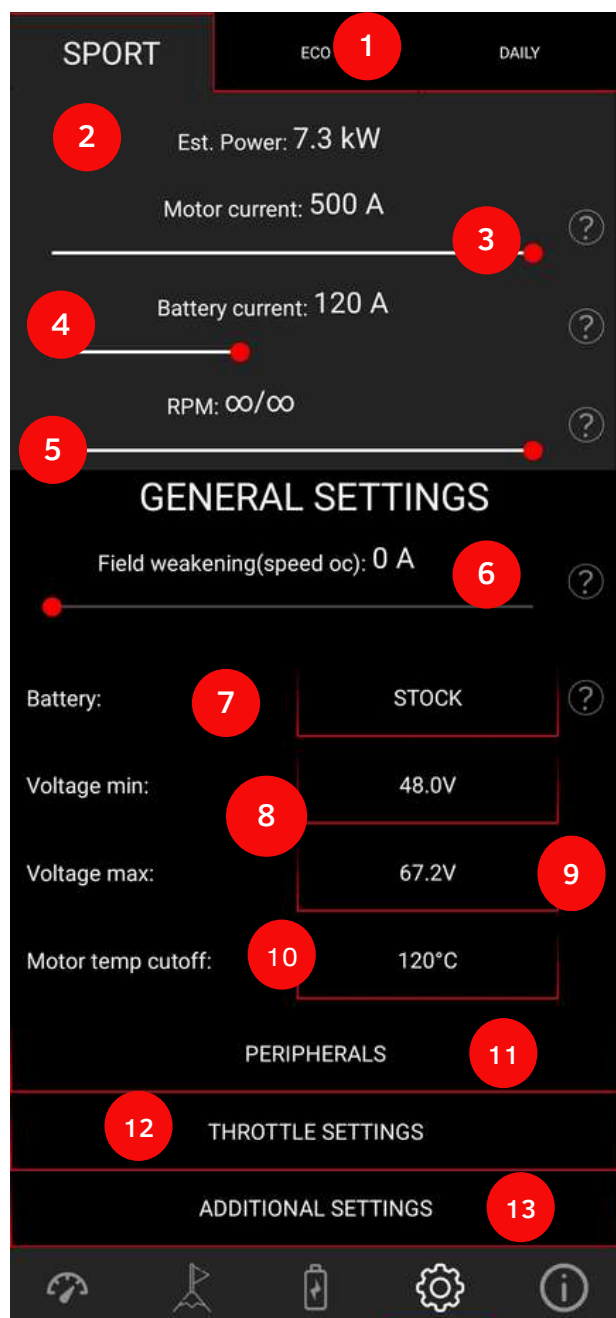 SPORT ECO 1 DAILY
2
Est. Power: 7.3 kW
Motor current: 500 A
3
?
Battery current: 120 A
4
?
RPM: ∞/∞
5
?
GENERAL SETTINGS
Field weakening(speed oc): 0 A
6
?
Battery: 7 STOCK ?
Voltage min: 48.0V
8
Voltage max: 67.2V 9
Motor temp cutoff: 10 120°C
PERIPHERALS 11
12 THROTTLE SETTINGS
ADDITIONAL SETTINGS 13
i